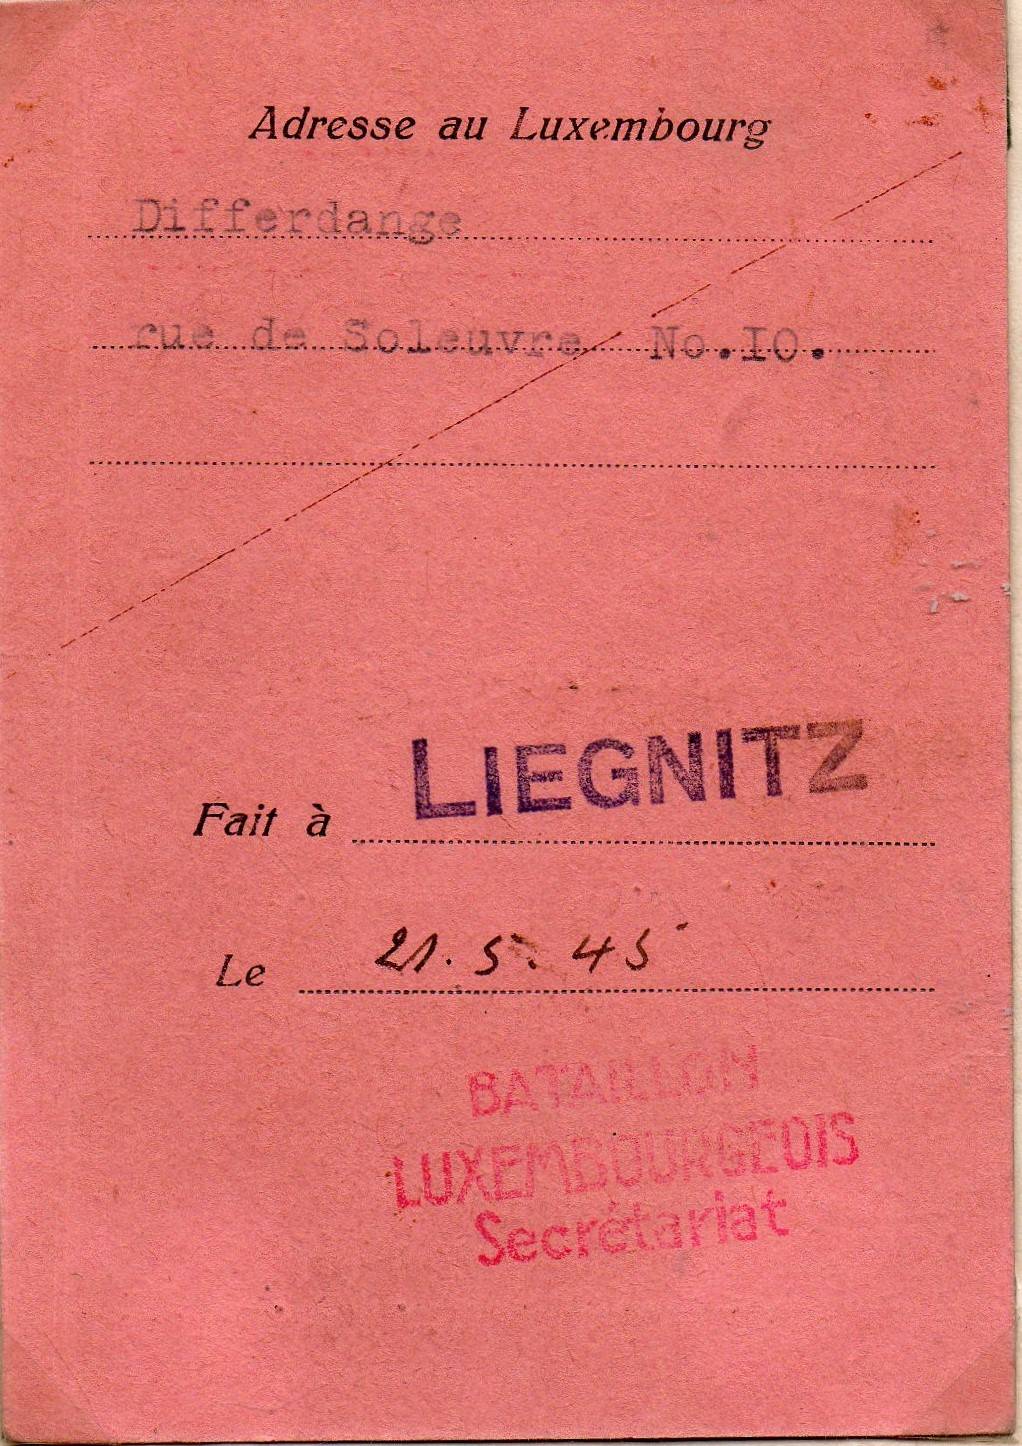 Adresse au Luxembourg
Differdange
rue de Soleuvre No.IO.
Fait à LIEGNITZ
Le 21.5.45
BATAILLON
LUXEMBOURGEOIS
Secrétariat